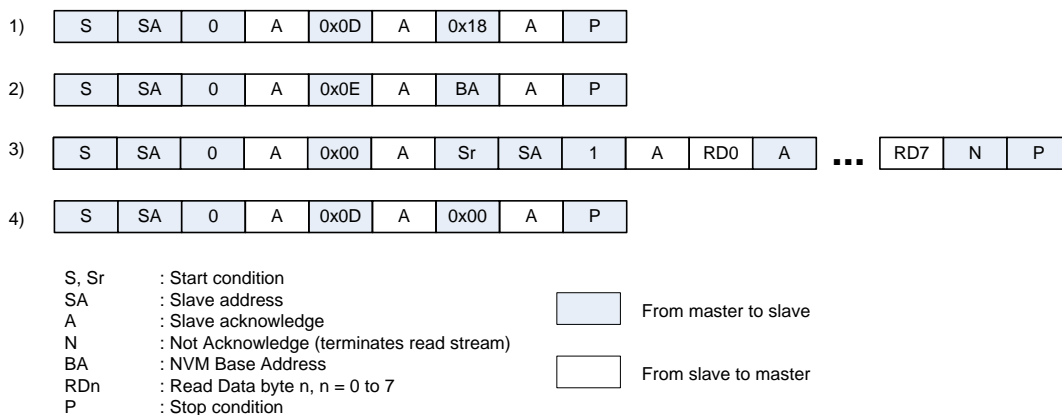 1) S SA 0 A 0x0D A 0x18 A P
2) S SA 0 A 0x0E A BA A P
3) S SA 0 A 0x00 A Sr SA 1 A RD0 A ... RD7 N P
4) S SA 0 A 0x0D A 0x00 A P
S, Sr : Start condition
SA : Slave address
A : Slave acknowledge
N : Not Acknowledge (terminates read stream)
BA : NVM Base Address
RDn : Read Data byte n, n = 0 to 7
P : Stop condition
From master to slave
From slave to master